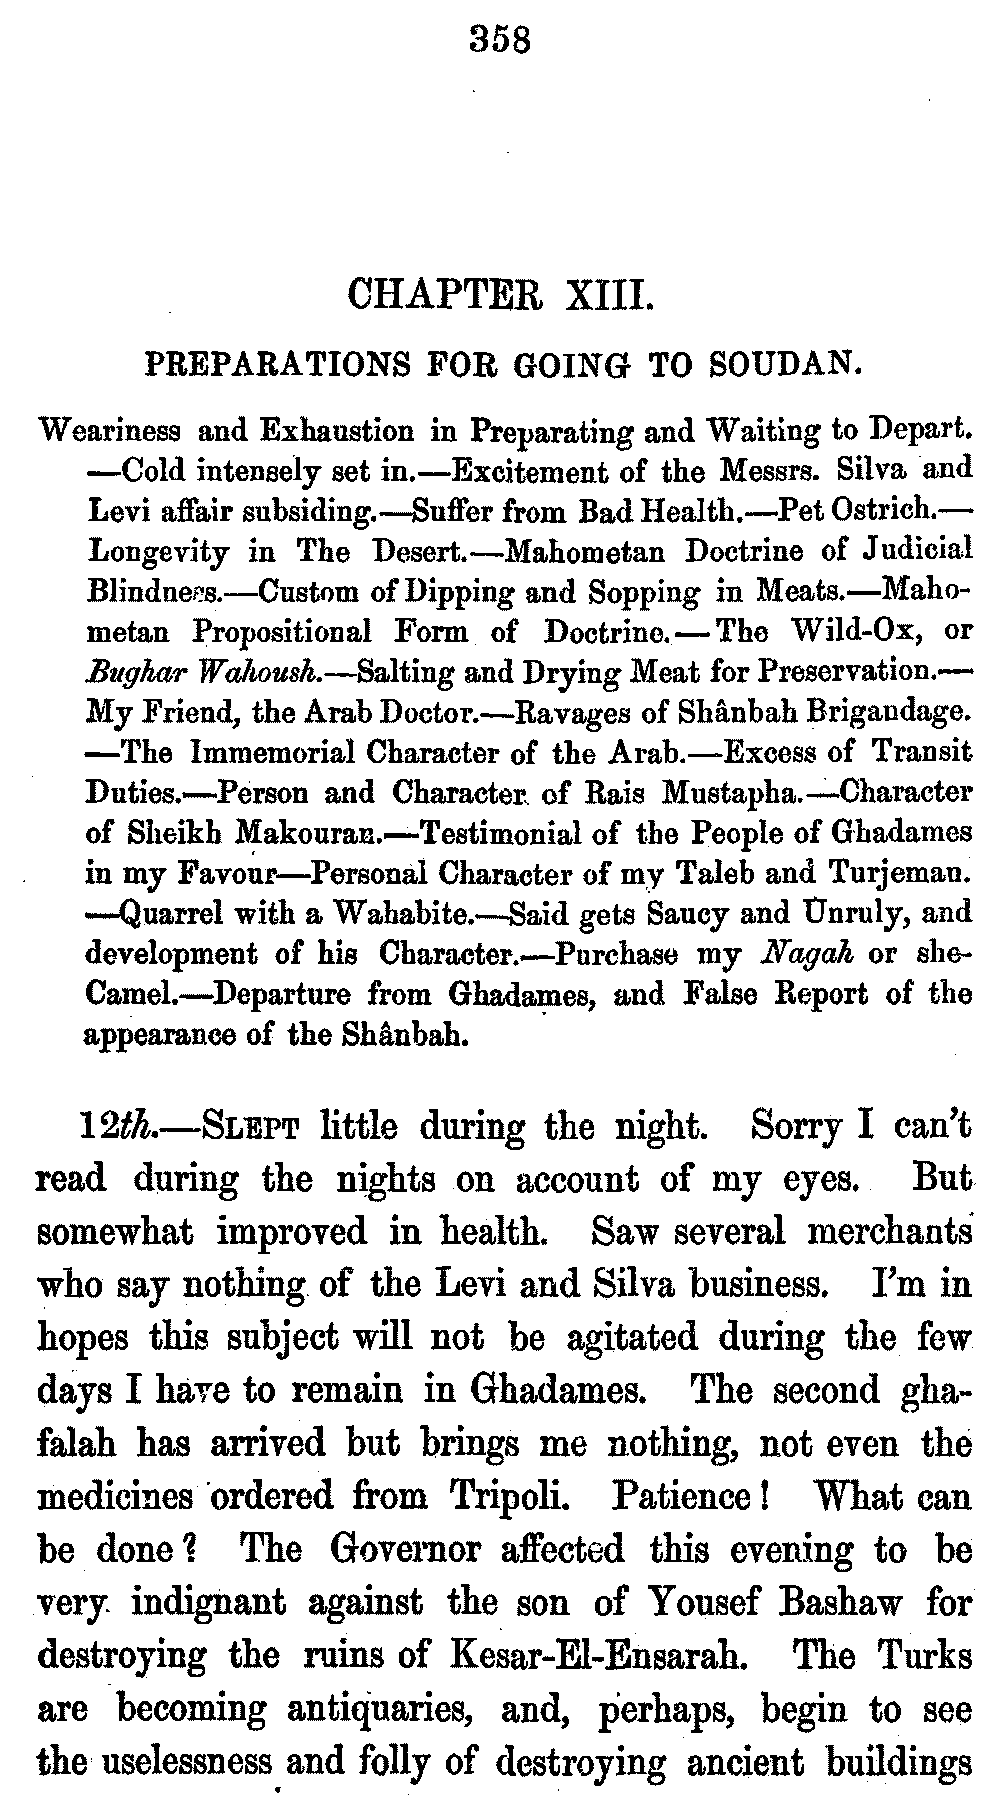 358
CHAPTER XIII.
PREPARATIONS FOR GOING TO SOUDAN.
Weariness and Exhaustion in Preparating and Waiting to Depart.
—Cold intensely set in.—Excitement of the Messrs. Silva and
Levi affair subsiding.—Suffer from Bad Health.—Pet Ostrich.—
Longevity in The Desert.—Mahometan Doctrine of Judicial
Blindness.—Custom of Dipping and Sopping in Meats.—Maho-
metan Propositional Form of Doctrine.—The Wild-Ox, or
Bughar Wahoush.—Salting and Drying Meat for Preservation.—
My Friend, the Arab Doctor.—Ravages of Shânbah Brigandage.
—The Immemorial Character of the Arab.—Excess of Transit
Duties.—Person and Character of Rais Mustapha.—Character
of Sheikh Makouran.—Testimonial of the People of Ghadames
in my Favour—Personal Character of my Taleb and Turjeman.
—Quarrel with a Wahabite.—Said gets Saucy and Unruly, and
development of his Character.—Purchase my Nagah or she-
Camel.—Departure from Ghadames, and False Report of the
appearance of the Shânbah.
12th.—SLEPT little during the night. Sorry I can't
read during the nights on account of my eyes. But
somewhat improved in health. Saw several merchants
who say nothing of the Levi and Silva business. I'm in
hopes this subject will not be agitated during the few
days I have to remain in Ghadames. The second gha-
falah has arrived but brings me nothing, not even the
medicines ordered from Tripoli. Patience! What can
be done? The Governor affected this evening to be
very indignant against the son of Yousef Bashaw for
destroying the ruins of Kesar-El-Ensarah. The Turks
are becoming antiquaries, and, perhaps, begin to see
the uselessness and folly of destroying ancient buildings